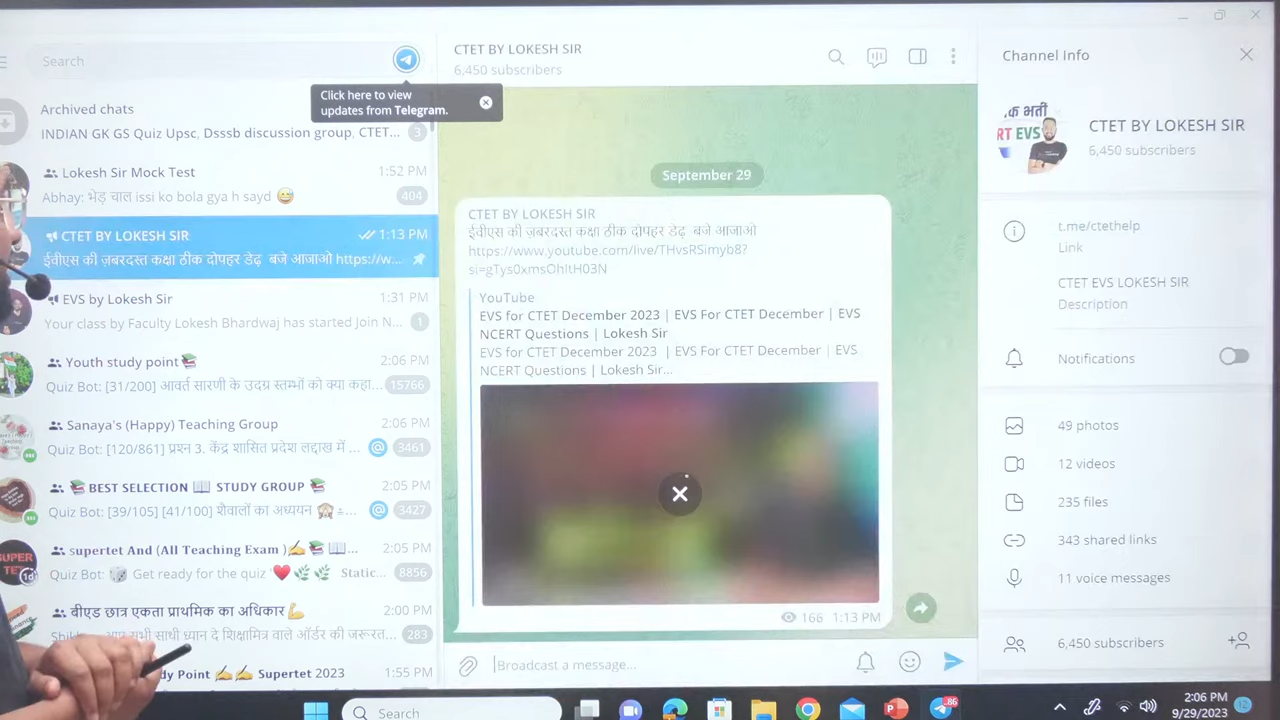 Search
Click here to view
updates from Telegram.
Archived chats
INDIAN GK GS Quiz Upsc, Dsssb discussion group, CTET... 3
Lokesh Sir Mock Test 1:52 PM
Abhay: भेड़ चाल issi ko bola gya h sayd 😅 404
CTET BY LOKESH SIR 1:13 PM
ईवीएस की ज़बरदस्त कक्षा ठीक दोपहर डेढ़ बजे आजाओ https://w...
EVS by Lokesh Sir 1:31 PM
Your class by Faculty Lokesh Bhardwaj has started Join N... 1
Youth study point📚 2:06 PM
Quiz Bot: [31/200] आवर्त सारणी के उदग्र स्तम्भों को क्या कहा... 15766
Sanaya's (Happy) Teaching Group 2:06 PM
Quiz Bot: [120/861] प्रश्न 3. केंद्र शासित प्रदेश लद्दाख में ... @ 3461
📚 BEST SELECTION 📖 STUDY GROUP 📚 2:05 PM
Quiz Bot: [39/105] [41/100] शैवालों का अध्ययन 🙈 ... @ 3427
SUPER
TET
1d
supertet And (All Teaching Exam )✍📚📖... 2:05 PM
Quiz Bot: 🎲 Get ready for the quiz '❤🌿🌿 Static... 8856
बीएड छात्र एकता प्राथमिक का अधिकार💪 2:00 PM
सभी साथी ध्यान दे शिक्षामित्र वाले ऑर्डर की जरूरत... 283
dy Point ✍✍ Supertet 2023 1:55 PM
CTET BY LOKESH SIR
6,450 subscribers
September 29
CTET BY LOKESH SIR
ईवीएस की ज़बरदस्त कक्षा ठीक दोपहर डेढ़ बजे आजाओ
https://www.youtube.com/live/THvsRSimyb8?
si=gTys0xmsOhItH03N
YouTube
EVS for CTET December 2023 | EVS For CTET December | EVS
NCERT Questions | Lokesh Sir
EVS for CTET December 2023 | EVS For CTET December | EVS
NCERT Questions | Lokesh Sir...
166 1:13 PM
Broadcast a message...
Channel Info
क भर्ती
RT EVS
CTET BY LOKESH SIR
6,450 subscribers
t.me/ctethelp
Link
CTET EVS LOKESH SIR
Description
Notifications
49 photos
12 videos
235 files
343 shared links
11 voice messages
6,450 subscribers
Search
..86
2:06 PM
9/29/2023